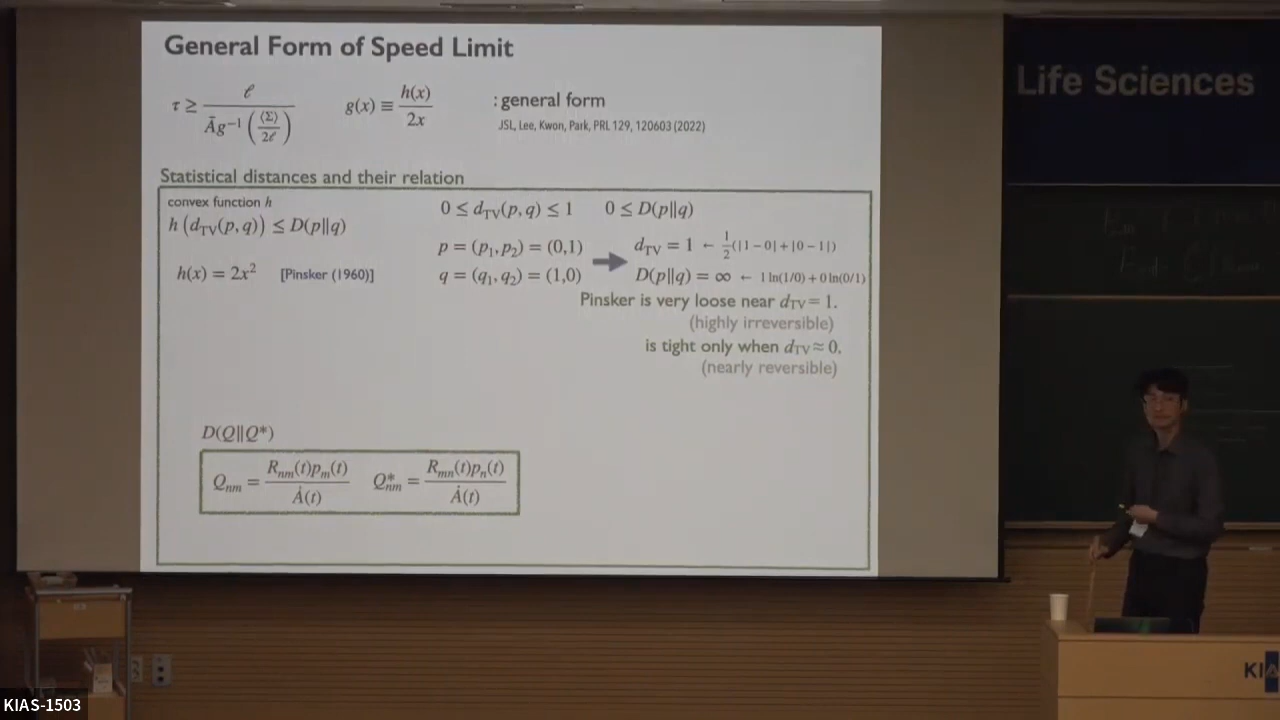 General Form of Speed Limit
τ ≥ ℓ / (Āg⁻¹(⟨Σ⟩/2ℓ))    g(x) ≡ h(x)/2x    : general form
JSL, Lee, Kwon, Park, PRL 129, 120603 (2022)
Statistical distances and their relation
convex function h
h(d_TV(p, q)) ≤ D(p||q)
h(x) = 2x²    [Pinsker (1960)]
0 ≤ d_TV(p, q) ≤ 1    0 ≤ D(p||q)
p = (p₁, p₂) = (0,1)
q = (q₁, q₂) = (1,0)
d_TV = 1 ← 1/2(|1 − 0| + |0 − 1|)
D(p||q) = ∞ ← 1 ln(1/0) + 0 ln(0/1)
Pinsker is very loose near d_TV = 1.
(highly irreversible)
is tight only when d_TV ≈ 0.
(nearly reversible)
D(Q||Q*)
Q_nm = R_nm(t)p_m(t) / Ȧ(t)    Q*_nm = R_mn(t)p_n(t) / Ȧ(t)
Life Sciences
KIAS-1503